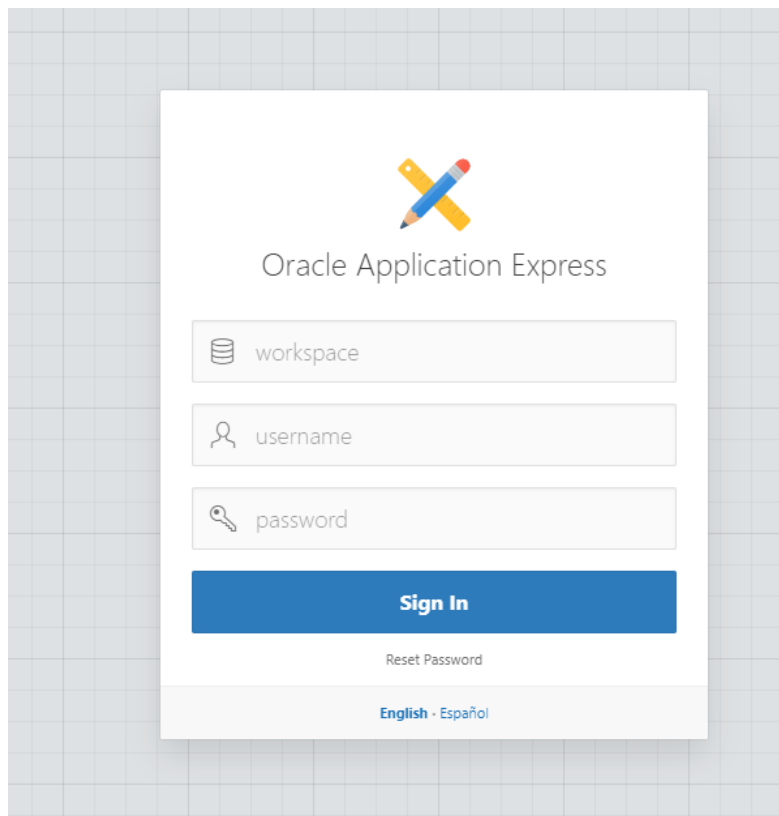 Oracle Application Express
workspace
username
password
Sign In
Reset Password
English - Español